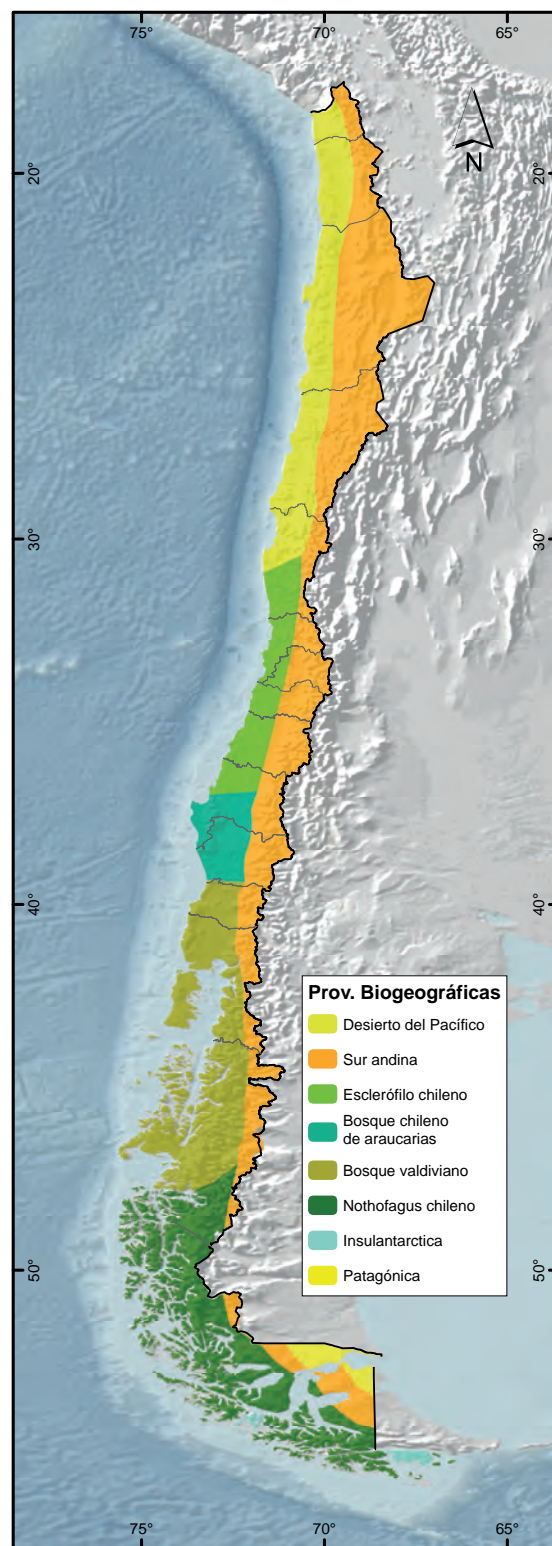 75°
70°
65°
N
20°
20°
30°
30°
40°
40°
Prov. Biogeográficas
Desierto del Pacífico
Sur andina
Esclerófilo chileno
Bosque chileno
de araucarias
Bosque valdiviano
Nothofagus chileno
Insulantarctica
Patagónica
50°
50°
75°
70°
65°